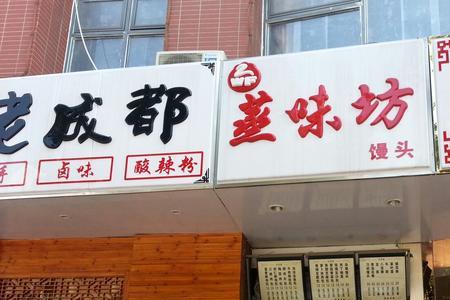 老成都
卤味 酸辣粉
蒸味坊
馒头